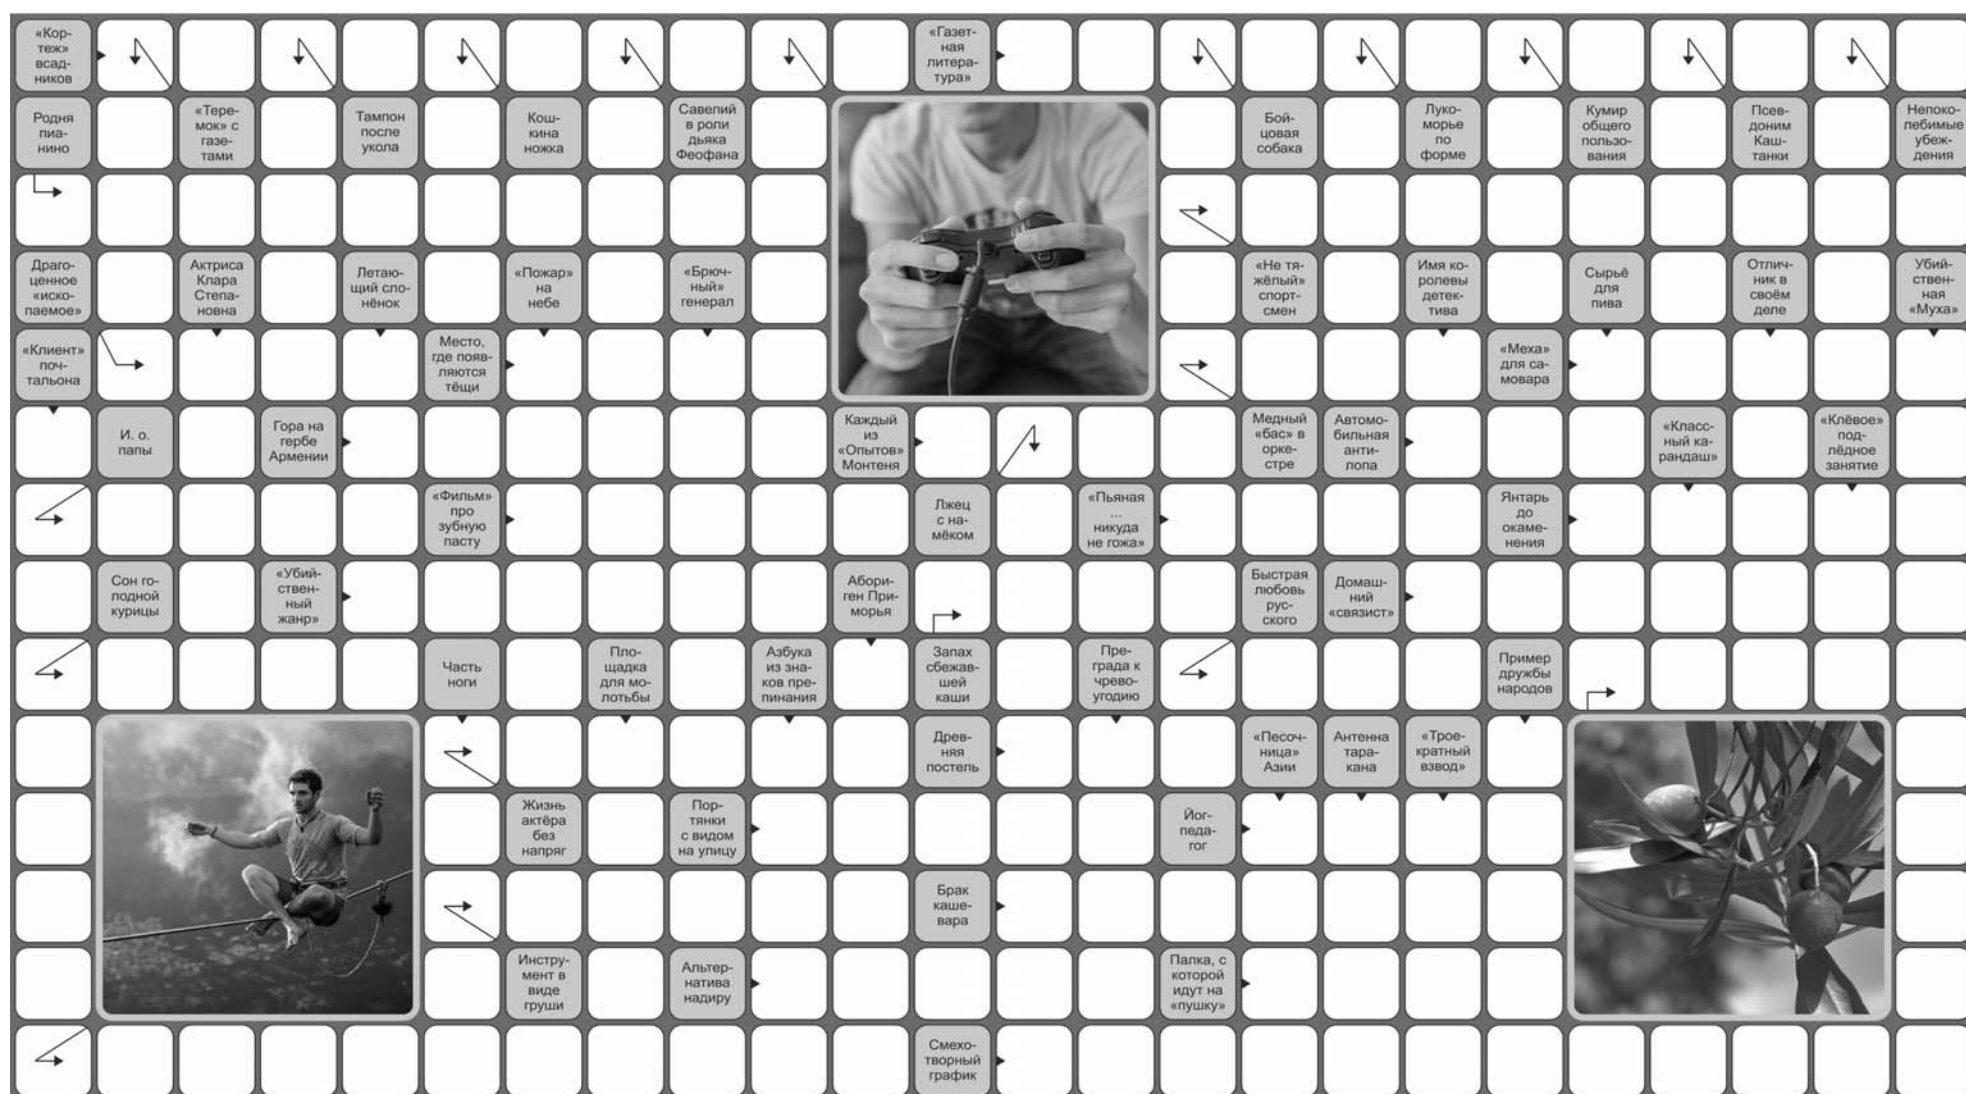 «Кор-
теж»
всад-
ников
«Газет-
ная
литера-
тура»
Родня
пиа-
нино
«Тере-
мок» с
газе-
тами
Тампон
после
укола
Кош-
кина
ножка
Савелий
в роли
дьяка
Феофана
Бой-
цовая
собака
Луко-
морье
по
форме
Кумир
общего
пользо-
вания
Псев-
доним
Каш-
танки
Непоко-
лебимые
убеж-
дения
Драго-
ценное
«иско-
паемое»
Актриса
Клара
Степа-
новна
Летаю-
щий сло-
нёнок
«Пожар»
на
небе
«Брюч-
ный»
генерал
«Не тя-
жёлый»
спорт-
смен
Имя ко-
ролевы
детек-
тива
Сырьё
для
пива
Отлич-
ник в
своём
деле
Убий-
ствен-
ная
«Муха»
«Клиент»
поч-
тальона
Место,
где появ-
ляются
тёщи
«Меха»
для са-
мовара
И. о.
папы
Гора на
гербе
Армении
Каждый
из
«Опытов»
Монтеня
Медный
«бас» в
орке-
стре
Автомо-
бильная
анти-
лопа
«Класс-
ный ка-
рандаш»
«Клёвое»
под-
лёдное
занятие
«Фильм»
про
зубную
пасту
Лжец
с на-
мёком
«Пьяная
...
никуда
не гожа»
Янтарь
до
окаме-
нения
Сон го-
лодной
курицы
«Убий-
ствен-
ный
жанр»
Абори-
ген При-
морья
Быстрая
любовь
рус-
ского
Домаш-
ний
«связист»
Часть
ноги
Пло-
щадка
для мо-
лотьбы
Азбука
из зна-
ков пре-
пинания
Запах
сбежав-
шей
каши
Пре-
града к
чрево-
угодию
Пример
дружбы
народов
Древ-
няя
постель
«Песоч-
ница»
Азии
Антенна
тара-
кана
«Трое-
кратный
взвод»
Жизнь
актёра
без
напряг
Пор-
тянки
с видом
на улицу
Йог-
педа-
гог
Брак
каше-
вара
Инстру-
мент в
виде
груши
Альтер-
натива
надиру
Палка, с
которой
идут на
«пушку»
Смехо-
творный
график